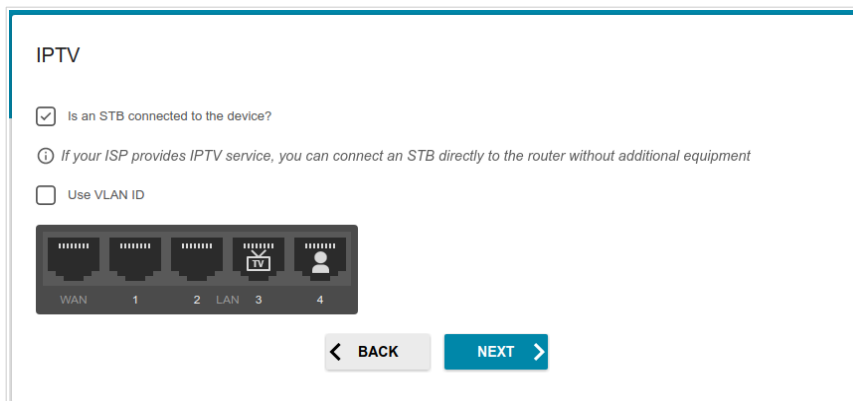 IPTV
Is an STB connected to the device?
If your ISP provides IPTV service, you can connect an STB directly to the router without additional equipment
Use VLAN ID
TV
WAN 1 2 LAN 3 4
BACK NEXT